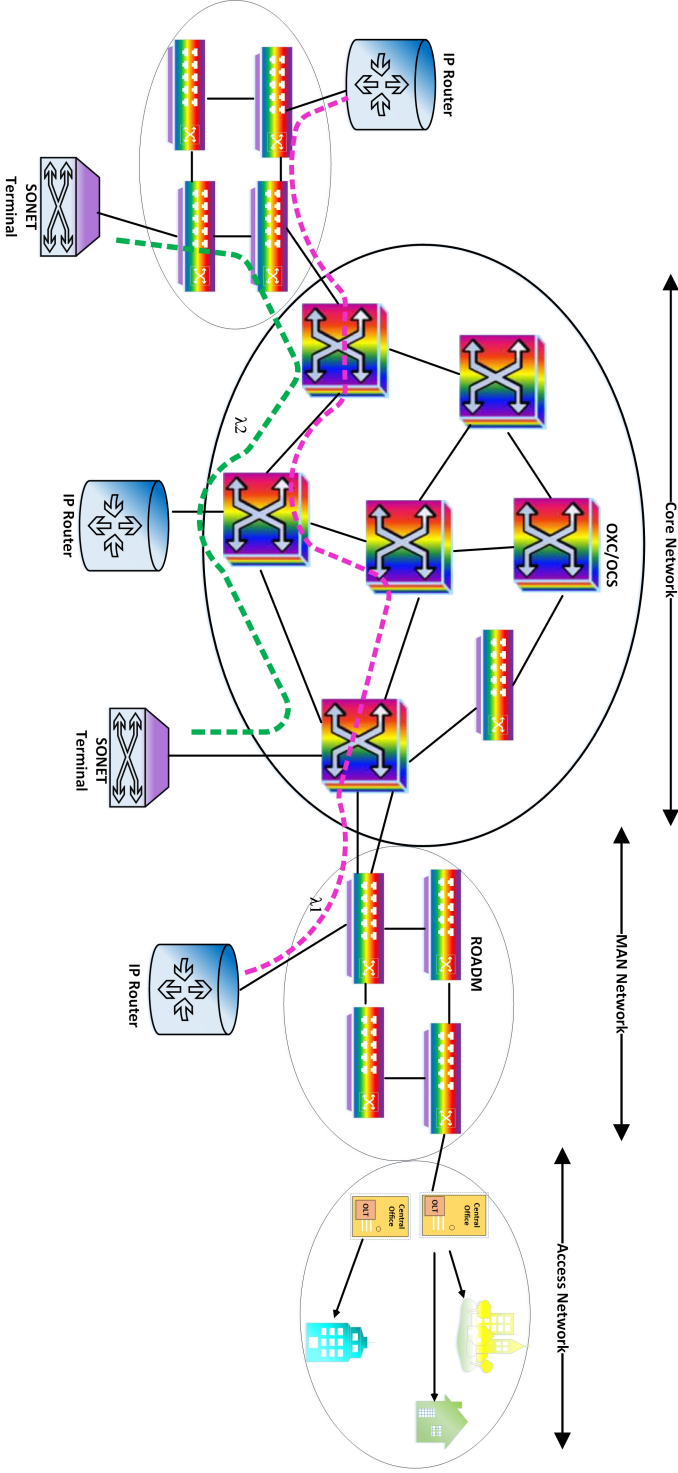 Core Network
MAN Network
OXC/OCS
Access Network
ROADM
IP Router
Central
Office
OLT
Central
Office
OLT
λ1
λ2
IP Router
SONET
Terminal
IP Router
SONET
Terminal